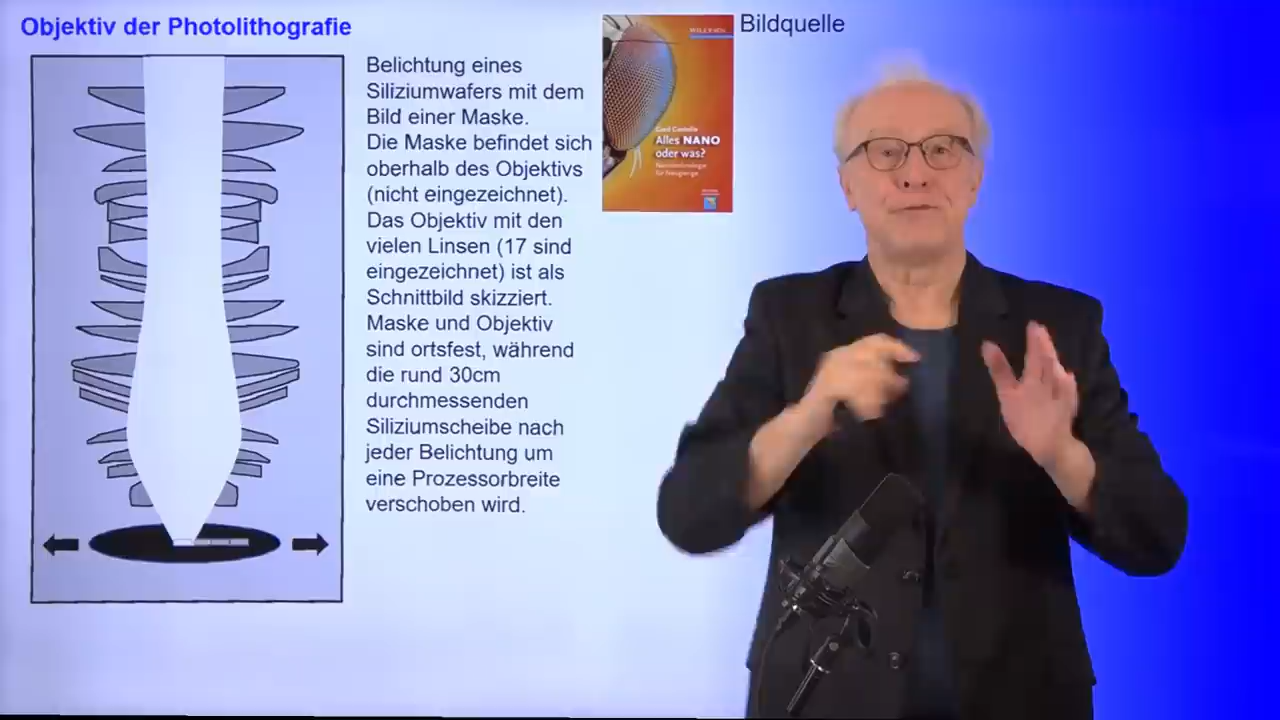 Objektiv der Photolithografie
Belichtung eines
Siliziumwafers mit dem
Bild einer Maske.
Die Maske befindet sich
oberhalb des Objektivs
(nicht eingezeichnet).
Das Objektiv mit den
vielen Linsen (17 sind
eingezeichnet) ist als
Schnittbild skizziert.
Maske und Objektiv
sind ortsfest, während
die rund 30cm
durchmessenden
Siliziumscheibe nach
jeder Belichtung um
eine Prozessorbreite
verschoben wird.
Bildquelle
Alles NANO
oder was?
Nanotechnologie
für Neugierige